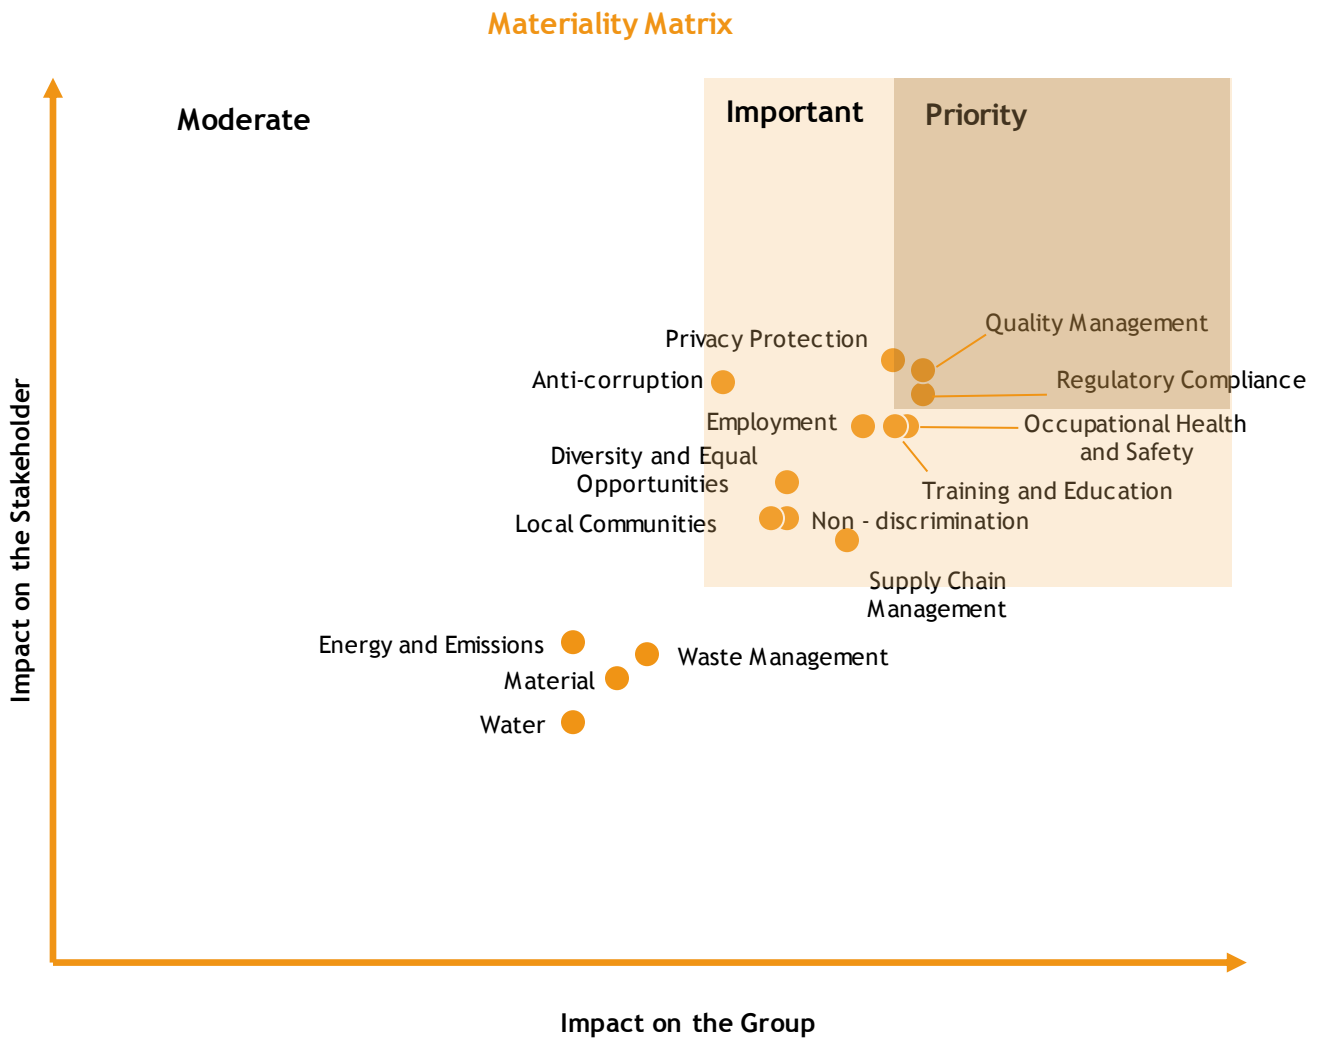 Materiality Matrix
Moderate
Important
Priority
Quality Management
Privacy Protection
Anti-corruption
Regulatory Compliance
Employment
Occupational Health
and Safety
Diversity and Equal
Opportunities
Training and Education
Local Communities
Non - discrimination
Supply Chain
Management
Energy and Emissions
Waste Management
Material
Water
Impact on the Stakeholder
Impact on the Group